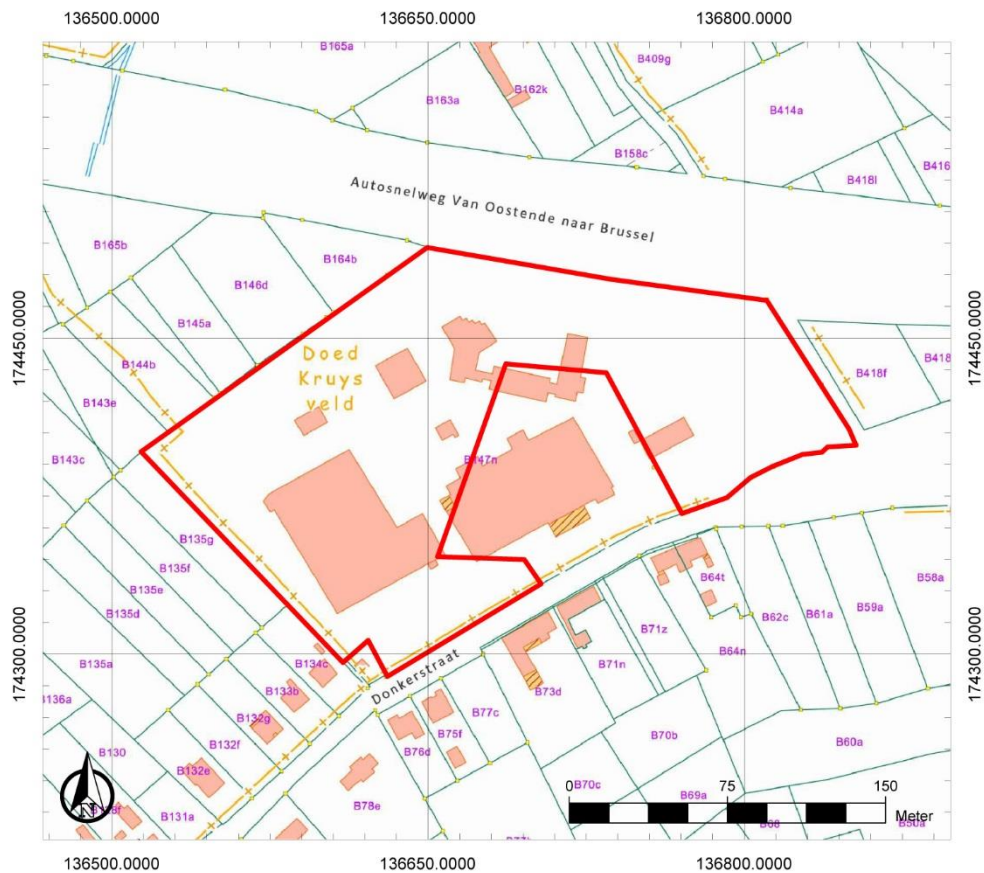 136500.0000 136650.0000 136800.0000
B165a
B409g
B162k
B163a
B414a
B158c
B416
B418l
Autosnelweg Van Oostende naar Brussel
B165b
B164b
B146d
174450.0000
174450.0000
B145a
Doed
Kruys
veld
B144b
B418f
B418
B143e
B143c
B147n
B135g
B135f
B135e
B135d
B58a
B64t
B59a
B61a
B62c
B71z
B64n
174300.0000
174300.0000
B135a
B134c
Donkerstraat
B71n
B133b
B73d
B136a
B132g
B77c
B75f
B76d
B132f
B130
B70b
B60a
B132e
B70c
B69a
B78e
B131a
N
0 75 150
Meter
136500.0000 136650.0000 136800.0000